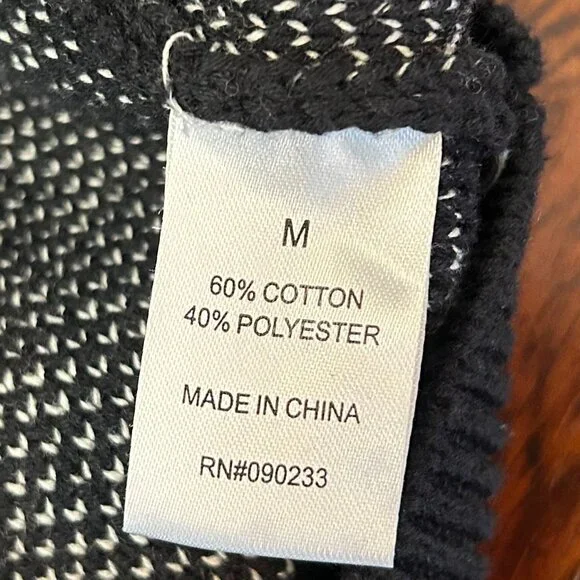 M
60% COTTON
40% POLYESTER
MADE IN CHINA
RN#090233